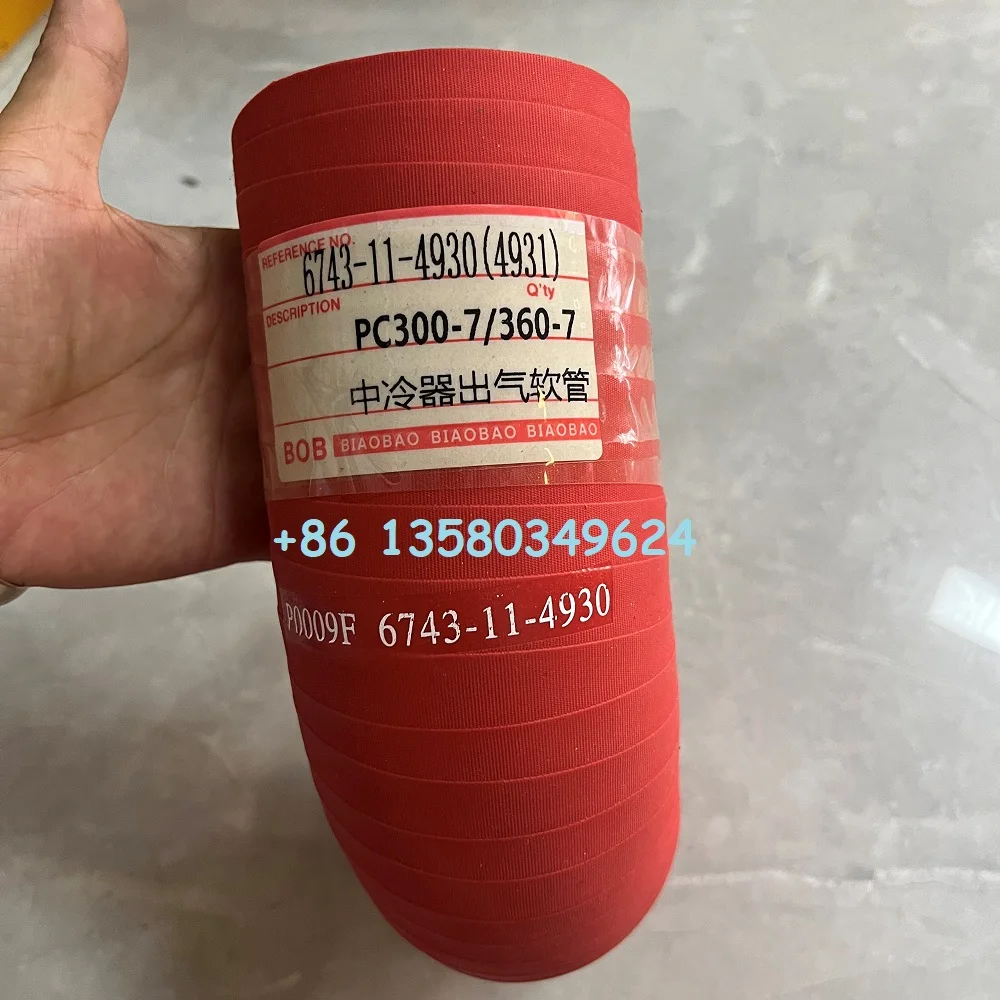 REFERENCE NO.
6743-11-4930(4931)
Q'ty
DESCRIPTION
PC300-7/360-7
中冷器出气软管
BOB BIAOBAO BIAOBAO BIAOBAO
+86 13580349624
P0009F 6743-11-4930